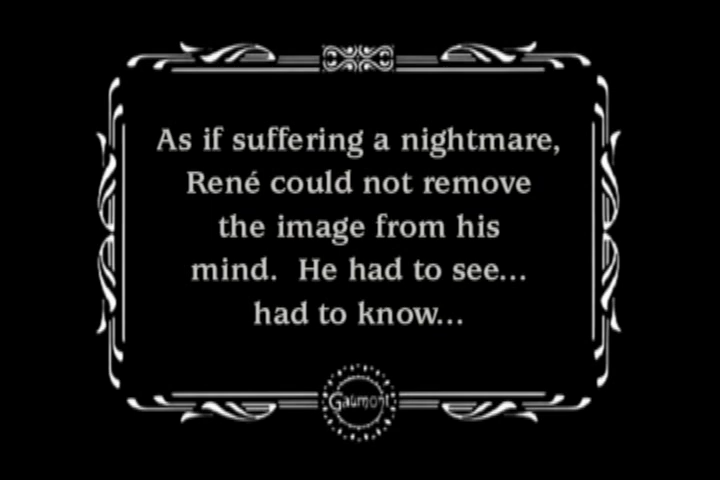 As if suffering a nightmare,
René could not remove
the image from his
mind.  He had to see...
had to know...
Gaumont